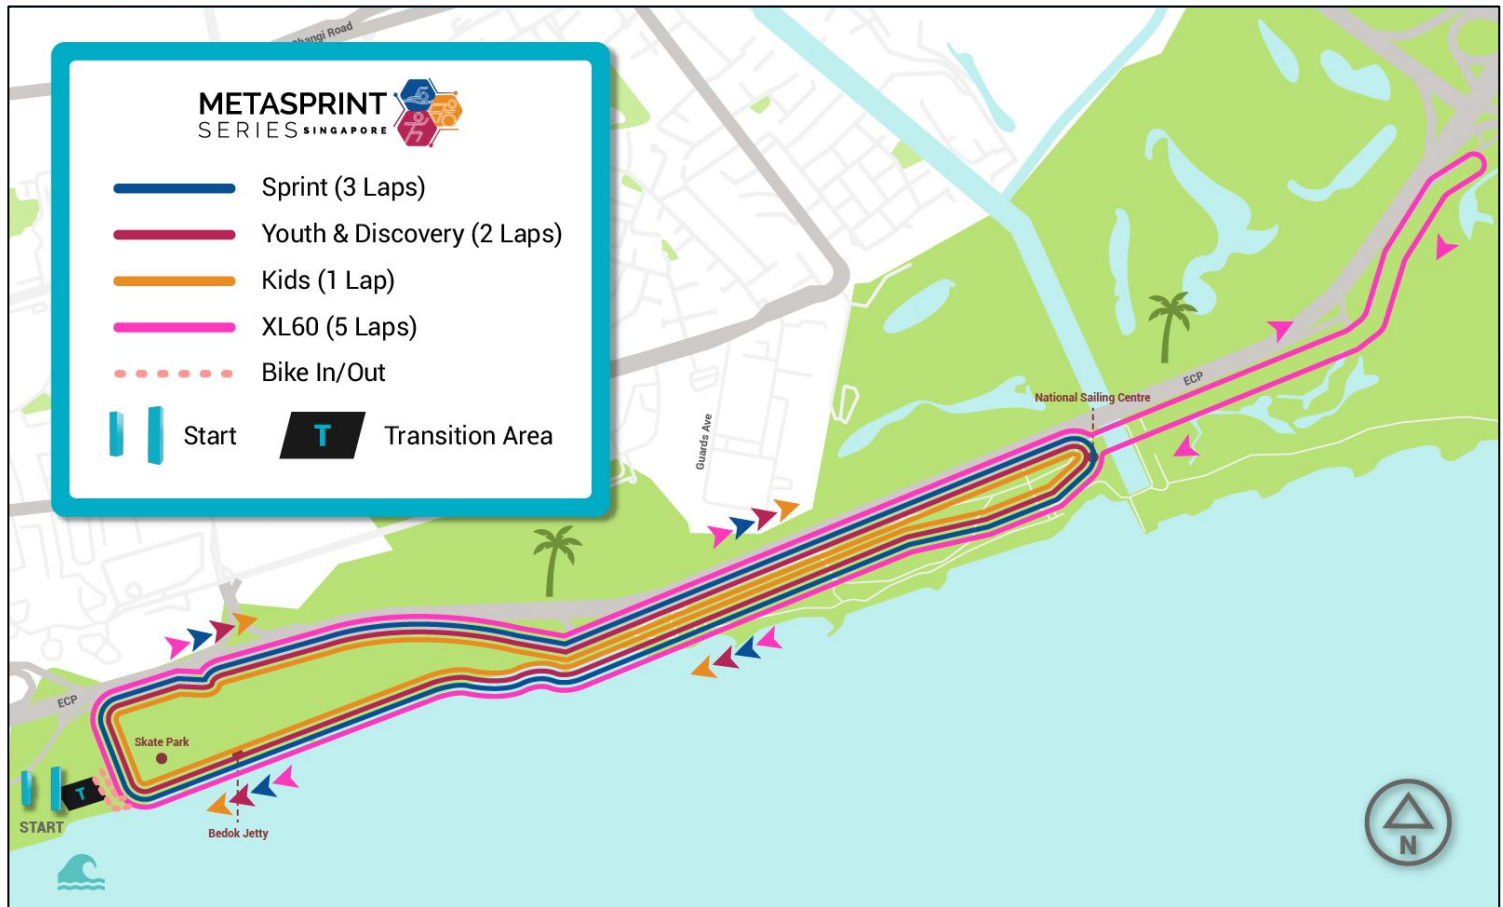 Changi Road
METASPRINT
SERIES SINGAPORE
Sprint (3 Laps)
Youth & Discovery (2 Laps)
Kids (1 Lap)
XL60 (5 Laps)
Bike In/Out
Start
T
Transition Area
ECP
National Sailing Centre
Guards Ave
ECP
Skate Park
T
START
Bedok Jetty
N